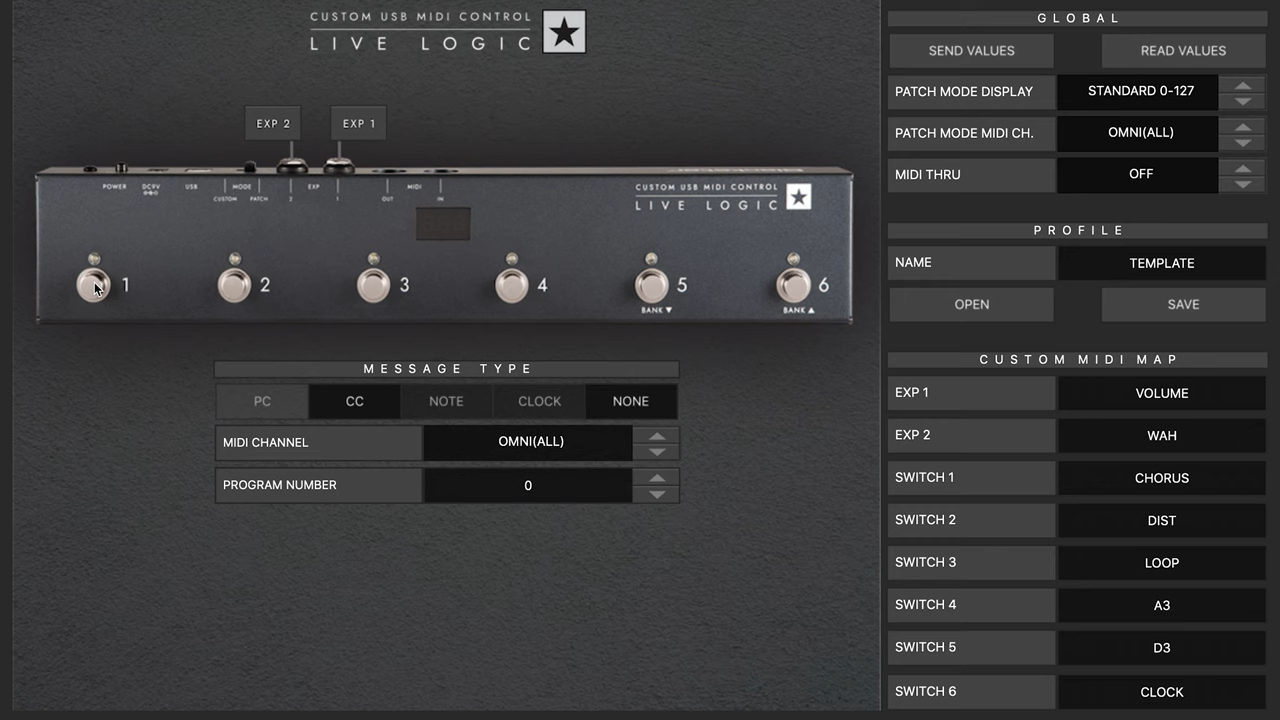 CUSTOM USB MIDI CONTROL
LIVE LOGIC
EXP 2
EXP 1
POWER
DC9V
USB
MODE
CUSTOM
PATCH
EXP
2
1
MIDI
OUT
IN
CUSTOM USB MIDI CONTROL
LIVE LOGIC
1
2
3
4
5
6
BANK ▼
BANK ▲
MESSAGE TYPE
PC
CC
NOTE
CLOCK
NONE
MIDI CHANNEL
OMNI(ALL)
PROGRAM NUMBER
0
GLOBAL
SEND VALUES
READ VALUES
PATCH MODE DISPLAY
STANDARD 0-127
PATCH MODE MIDI CH.
OMNI(ALL)
MIDI THRU
OFF
PROFILE
NAME
TEMPLATE
OPEN
SAVE
CUSTOM MIDI MAP
EXP 1
VOLUME
EXP 2
WAH
SWITCH 1
CHORUS
SWITCH 2
DIST
SWITCH 3
LOOP
SWITCH 4
A3
SWITCH 5
D3
SWITCH 6
CLOCK